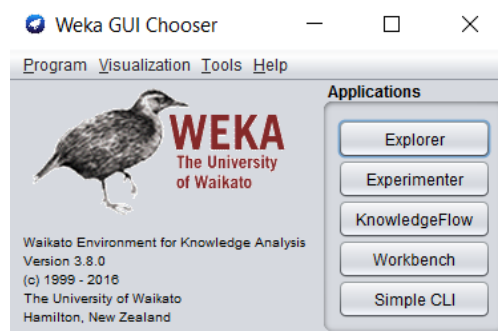 Weka GUI Chooser
Program Visualization Tools Help
WEKA
The University
of Waikato
Waikato Environment for Knowledge Analysis
Version 3.8.0
(c) 1999 - 2016
The University of Waikato
Hamilton, New Zealand
Applications
Explorer
Experimenter
KnowledgeFlow
Workbench
Simple CLI